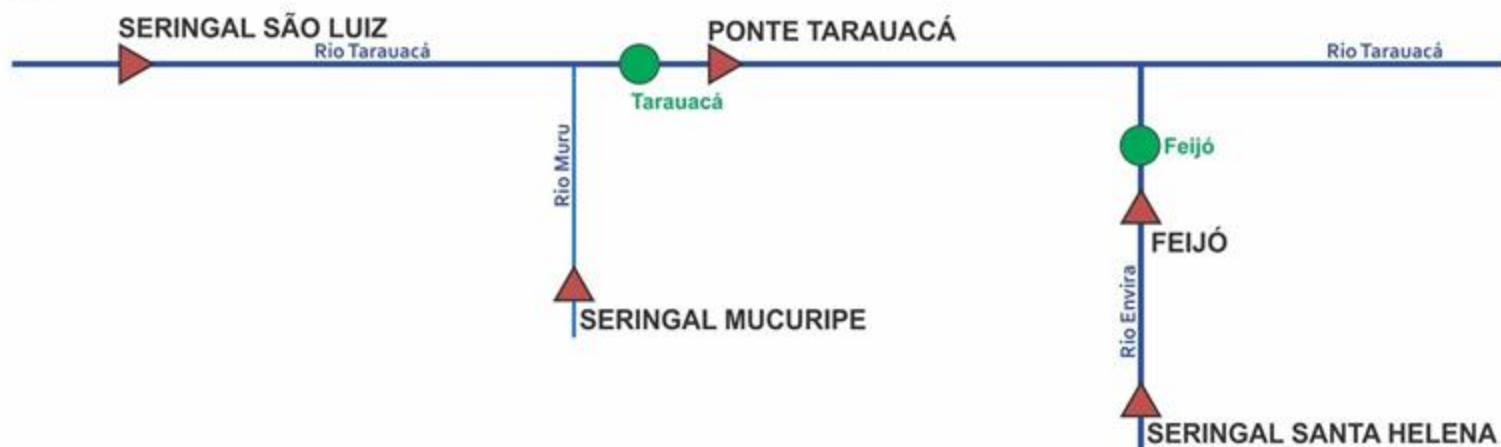 SERINGAL SÃO LUIZ
Rio Tarauacá
PONTE TARAUACÁ
Rio Tarauacá
Tarauacá
Rio Muru
Feijó
FEIJÓ
SERINGAL MUCURIPE
Rio Envira
SERINGAL SANTA HELENA